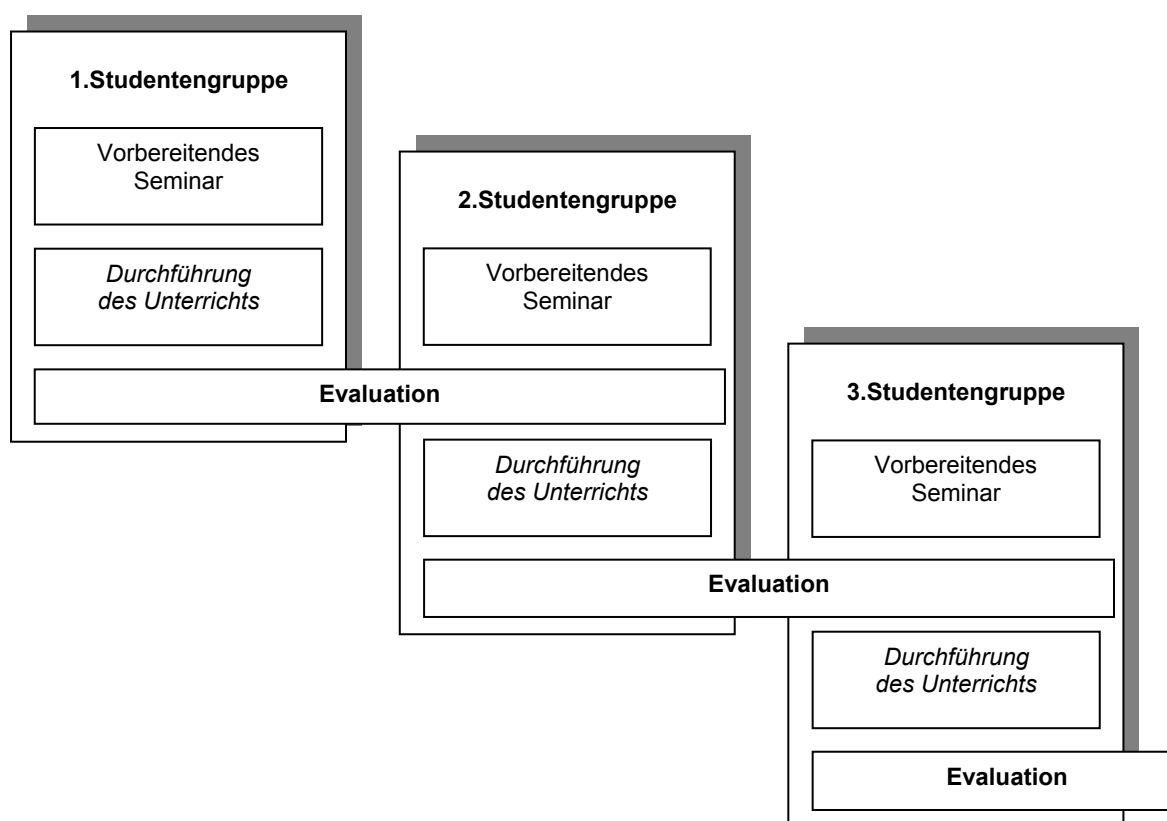 1.Studentengruppe
Vorbereitendes
Seminar
Durchführung
des Unterrichts
Evaluation
2.Studentengruppe
Vorbereitendes
Seminar
Durchführung
des Unterrichts
Evaluation
3.Studentengruppe
Vorbereitendes
Seminar
Durchführung
des Unterrichts
Evaluation